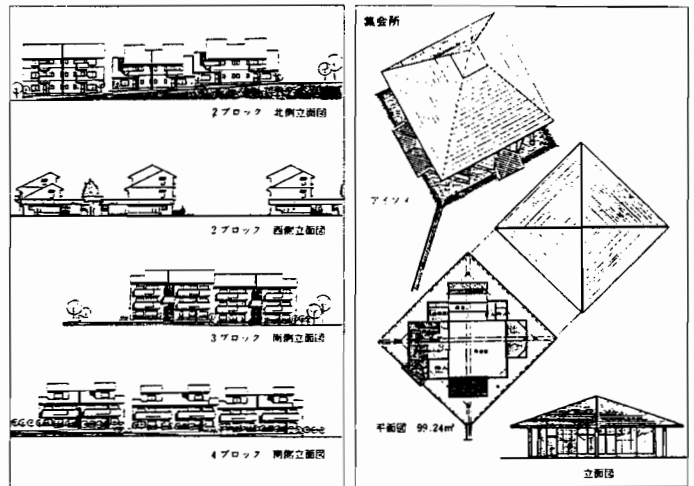 2ブロック 北側立面図
2ブロック 西側立面図
3ブロック 南側立面図
4ブロック 南側立面図
集会所
アイソメ
平面図 99.24㎡
立面図